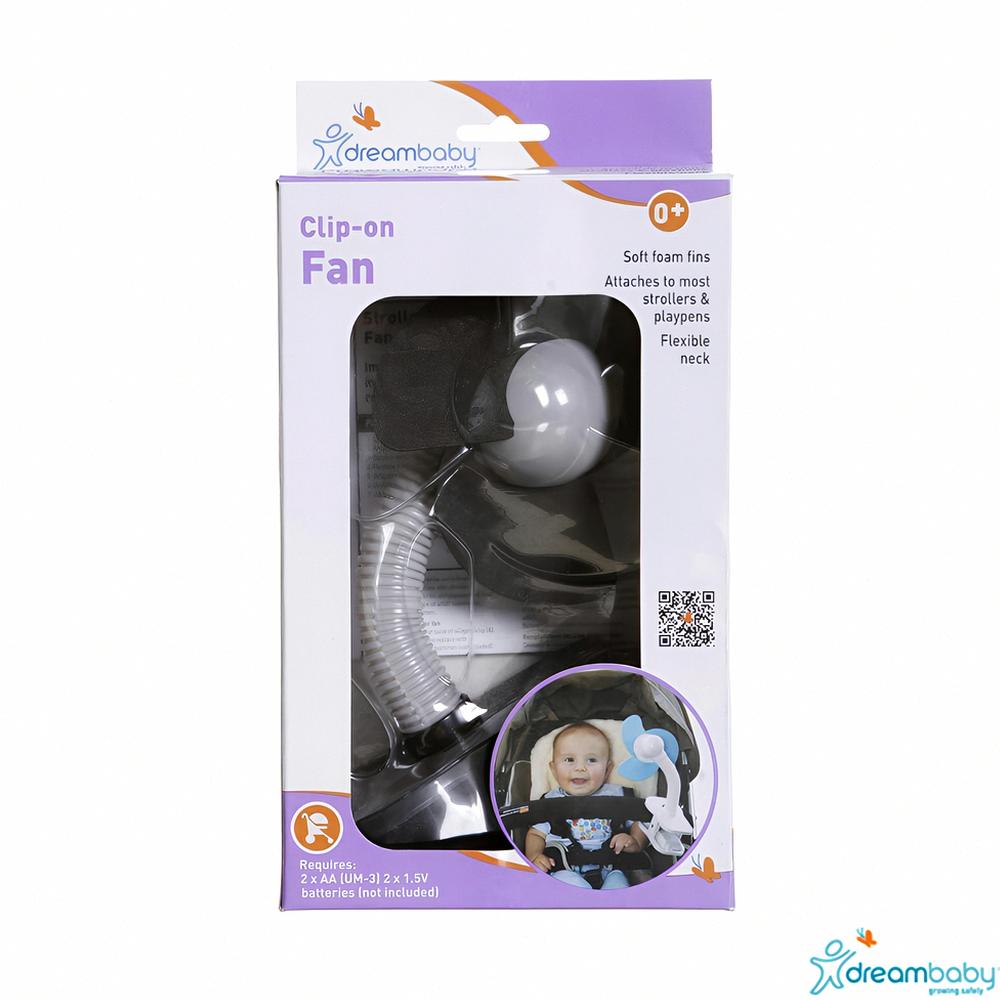 dreambaby
Clip-on
Fan
0+
Soft foam fins
Attaches to most
strollers &
playpens
Flexible
neck
Fan
Requires:
2 x AA (UM-3) 2 x 1.5V
batteries (not included)
dreambaby
growing safely